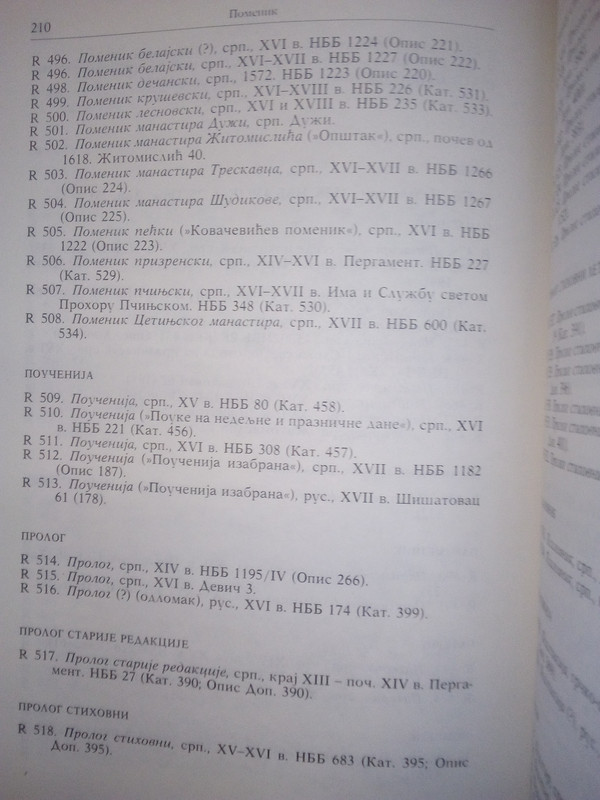 210
Поменик
R 496. Поменик белајски (?), срп., XVI в. НББ 1224 (Опис 221).
496. Поменик белајски, срп., XVI–XVII в. НББ 1227 (Опис 222).
R 498. Поменик дечански, срп., 1572. НББ 1223 (Опис 220).
R 499. Поменик крушевски, срп., XVI–XVIII в. НББ 226 (Кат. 531).
R 500. Поменик лесновски, срп., XVI и XVIII в. НББ 235 (Кат. 533).
R 501. Поменик манастира Дужи, срп. Дужи.
R 502. Поменик манастира Житомислића (»Општак«), срп., почев од
1618. Житомислић 40.
R 503. Поменик манастира Трескавца, срп., XVI–XVII в. НББ 1266
(Опис 224).
R 504. Поменик манастира Шудикове, срп., XVI–XVII в. НББ 1267
(Опис 225).
R 505. Поменик пећки (»Ковачевићев поменик«), срп., XVI в. НББ
1222 (Опис 223).
R 506. Поменик призренски, срп., XIV–XVI в. Пергамент. НББ 227
(Кат. 529).
R 507. Поменик пчињски, срп., XVI–XVII в. Има и Службу светом
Прохору Пчињском. НББ 348 (Кат. 530).
R 508. Поменик Цетињског манастира, срп., XVII в. НББ 600 (Кат.
534).
ПОУЧЕНИЈА
R 509. Поученија, срп., XV в. НББ 80 (Кат. 458).
R 510. Поученија (»Поуке на недељне и празничне дане«), срп., XVI
в. НББ 221 (Кат. 456).
R 511. Поученија, срп., XVI в. НББ 308 (Кат. 457).
R 512. Поученија (»Поученија изабрана«), срп., XVII в. НББ 1182
(Опис 187).
R 513. Поученија (»Поученија изабрана«), рус., XVII в. Шишатовац
61 (178).
ПРОЛОГ
R 514. Пролог, срп., XIV в. НББ 1195/IV (Опис 266).
R 515. Пролог, срп., XVI в. Девич 3.
R 516. Пролог (?) (одломак), рус., XVI в. НББ 174 (Кат. 399).
ПРОЛОГ СТАРИЈЕ РЕДАКЦИЈЕ
R 517. Пролог старије редакције, срп., крај XIII – поч. XIV в. Перга-
мент. НББ 27 (Кат. 390; Опис Доп. 390).
ПРОЛОГ СТИХОВНИ
R 518. Пролог стиховни, срп., XV–XVI в. НББ 683 (Кат. 395; Опис
Доп. 395).